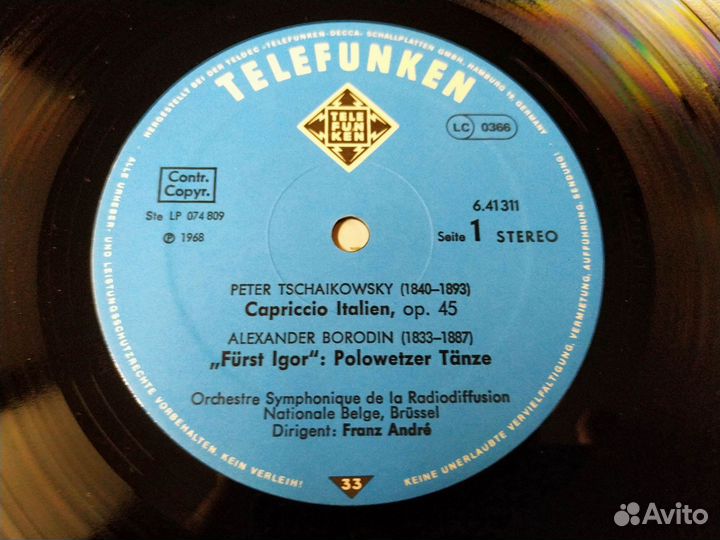 HERGESTELLT BEI DER TELDEC »TELEFUNKEN-DECCA« SCHALLPLATTEN GMBH, HAMBURG 19, GERMANY.
TELEFUNKEN
TELE
FUN
KEN
LC 0366
Contr.
Copyr.
Ste LP 074 809
℗ 1968
6.41311
Seite 1 STEREO
PETER TSCHAIKOWSKY (1840–1893)
Capriccio Italien, op. 45
ALEXANDER BORODIN (1833–1887)
„Fürst Igor“: Polowetzer Tänze
Orchestre Symphonique de la Radiodiffusion
Nationale Belge, Brüssel
Dirigent: Franz André
33
ALLE URHEBER- UND LEISTUNGSSCHUTZRECHTE VORBEHALTEN. KEIN VERLEIH!
KEINE UNERLAUBTE VERVIELFÄLTIGUNG, VERMIETUNG, AUFFÜHRUNG, SENDUNG!
Avito